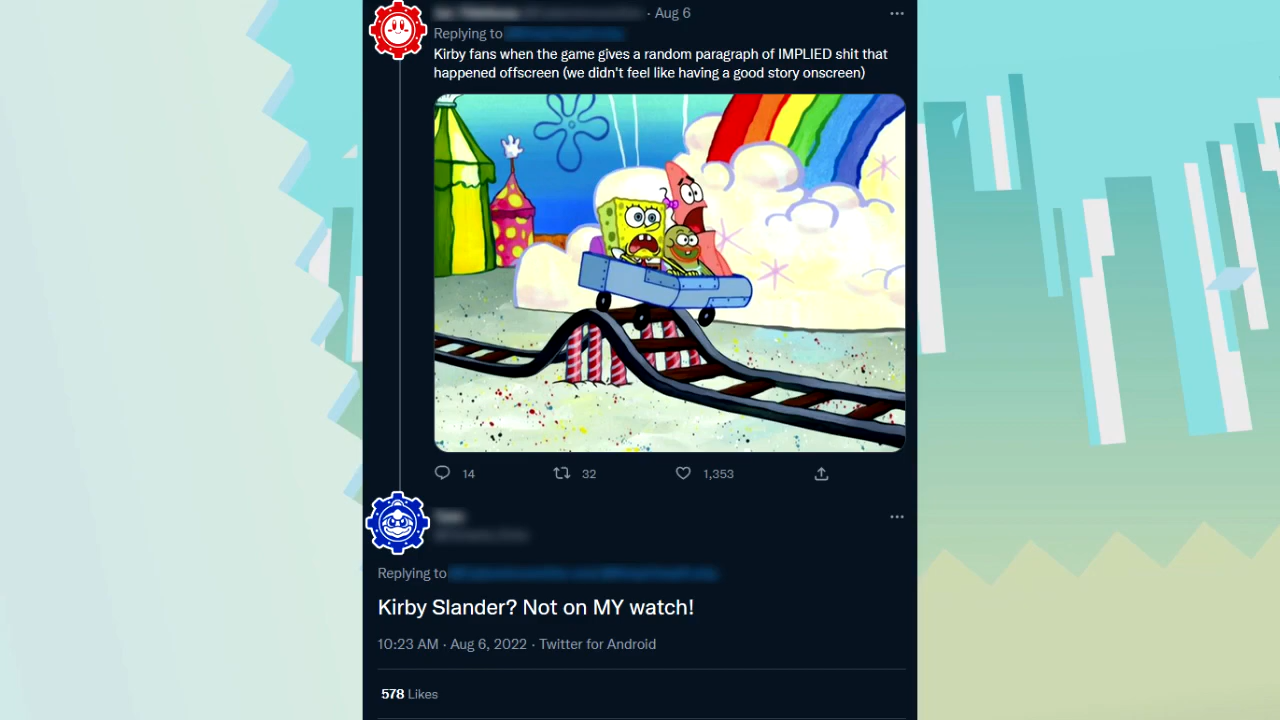 · Aug 6
Replying to
Kirby fans when the game gives a random paragraph of IMPLIED shit that
happened offscreen (we didn't feel like having a good story onscreen)
14 32 1,353
Replying to
Kirby Slander? Not on MY watch!
10:23 AM · Aug 6, 2022 · Twitter for Android
578 Likes